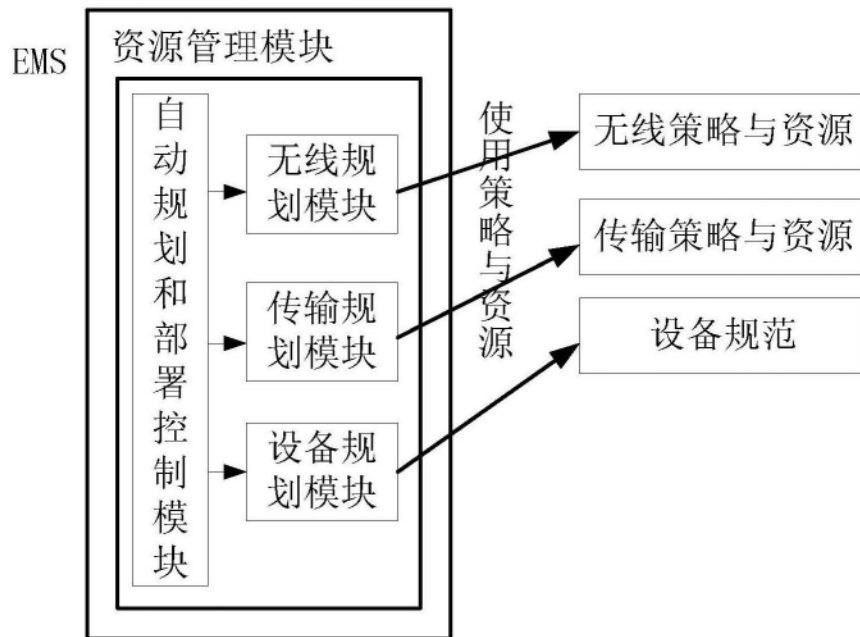 EMS
资源管理模块
自动规划和部署控制模块
无线规
划模块
传输规
划模块
设备规
划模块
使用策略与资源
无线策略与资源
传输策略与资源
设备规范